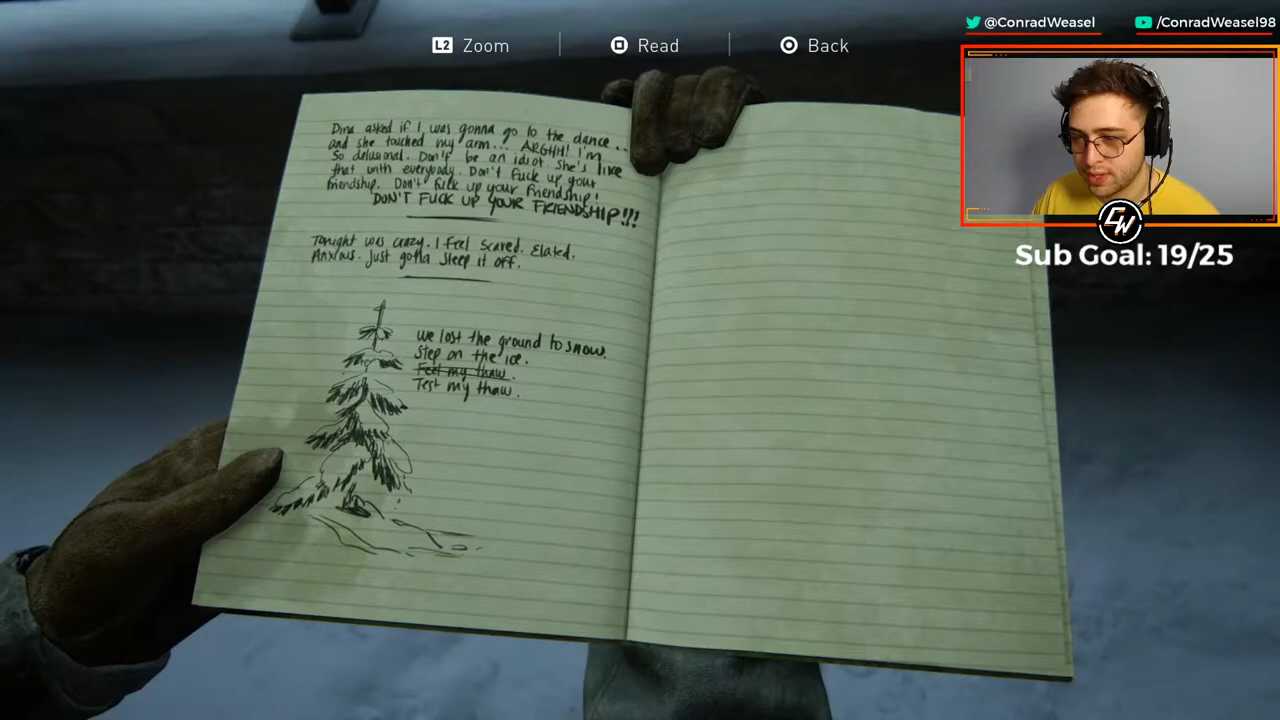 L2 Zoom
Read
Back
@ConradWeasel
/ConradWeasel98
CW
Sub Goal: 19/25
Dina asked if I was gonna go to the dance...
and she touched my arm... ARGHH! I'm
So delusional. Don't be an idiot. She's like
that with everybody. Don't fuck up your
friendship. Don't fuck up your friendship!
DON'T FUCK UP YOUR FRIENDSHIP!!!
Tonight was crazy. I feel scared. Elated.
Anxious. Just gotta sleep it off.
We lost the ground to snow.
Step on the ice.
Feel my thaw.
Test my thaw.